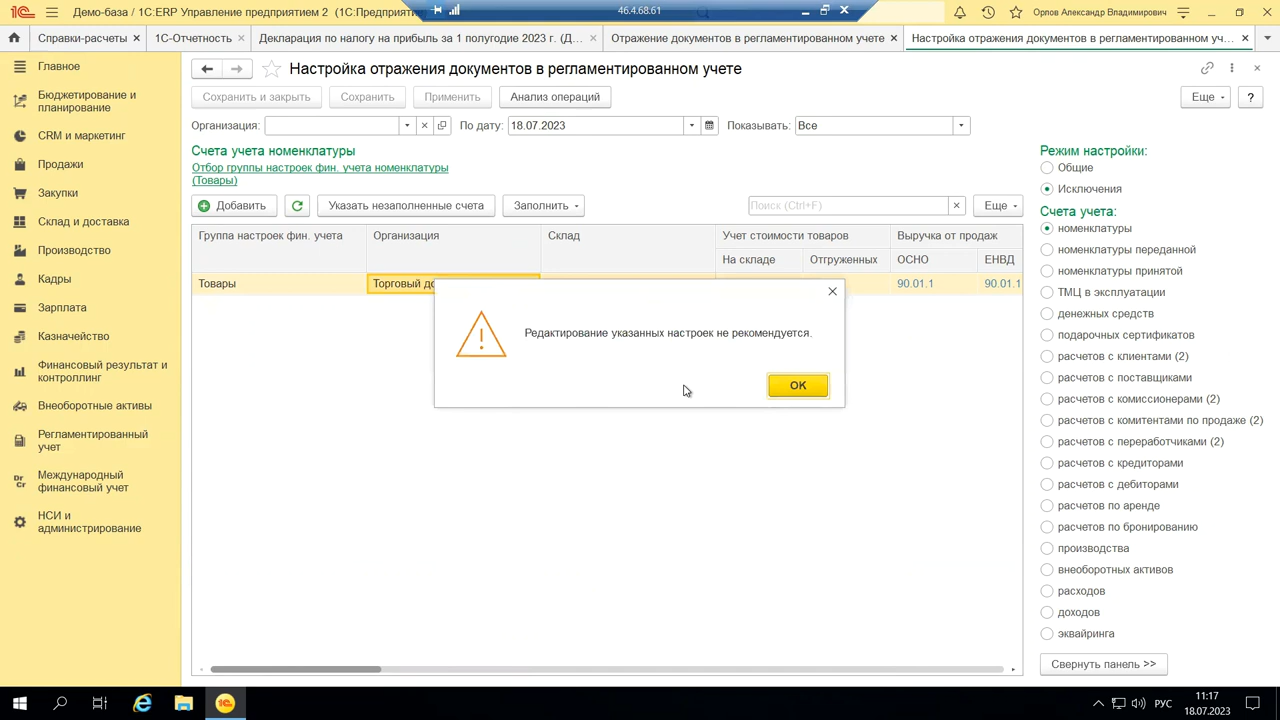 Демо-база / 1С:ERP Управление предприятием 2 (1С:Предприятие
46.4.68.61
Орлов Александр Владимирович
Справки-расчеты
1С-Отчетность
Декларация по налогу на прибыль за 1 полугодие 2023 г. (Д...
Отражение документов в регламентированном учете
Настройка отражения документов в регламентированном уч...
Главное
Бюджетирование и
планирование
CRM и маркетинг
Продажи
Закупки
Склад и доставка
Производство
Кадры
Зарплата
Казначейство
Финансовый результат и
контроллинг
Внеоборотные активы
Регламентированный
учет
Dr
Cr
Международный
финансовый учет
НСИ и
администрирование
Настройка отражения документов в регламентированном учете
Сохранить и закрыть
Сохранить
Применить
Анализ операций
Еще
?
Организация:
По дату:
18.07.2023
Показывать:
Все
Счета учета номенклатуры
Отбор группы настроек фин. учета номенклатуры
(Товары)
Добавить
Указать незаполненные счета
Заполнить
Поиск (Ctrl+F)
Еще
Группа настроек фин. учета
Организация
Склад
Учет стоимости товаров
Выручка от продаж
На складе
Отгруженных
ОСНО
ЕНВД
Товары
Торговый до
90.01.1
90.01.1
Редактирование указанных настроек не рекомендуется.
OK
Режим настройки:
Общие
Исключения
Счета учета:
номенклатуры
номенклатуры переданной
номенклатуры принятой
ТМЦ в эксплуатации
денежных средств
подарочных сертификатов
расчетов с клиентами (2)
расчетов с поставщиками
расчетов с комиссионерами (2)
расчетов с комитентами по продаже (2)
расчетов с переработчиками (2)
расчетов с кредиторами
расчетов с дебиторами
расчетов по аренде
расчетов по бронированию
производства
внеоборотных активов
расходов
доходов
эквайринга
Свернуть панель >>
РУС
11:17
18.07.2023